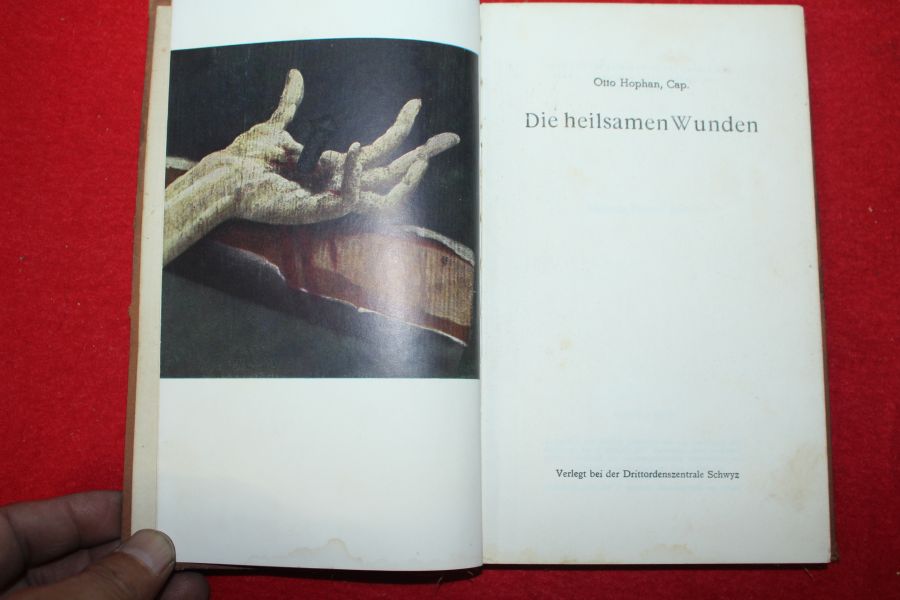 Otto Hophan, Cap.
Die heilsamen Wunden
Verlegt bei der Drittordenszentrale Schwyz